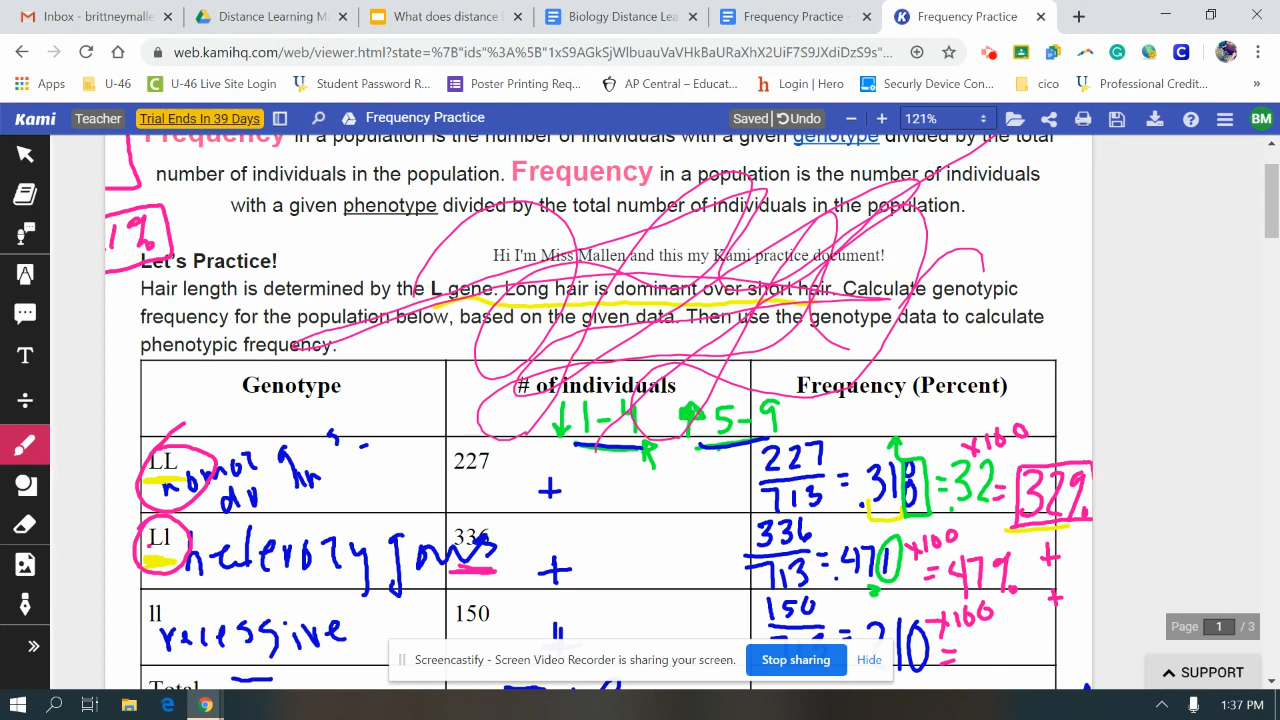 Inbox - brittneymalle
Distance Learning M
What does distance l
Biology Distance Lea
Frequency Practice -
Frequency Practice
web.kamihq.com/web/viewer.html?state=%7B"ids"%3A%5B"1xS9AGkSjWlbuauVaVHkBaURaXhX2UiF7S9JXdiDzS9s"...
Apps
U-46
U-46 Live Site Login
Student Password R...
Poster Printing Req...
AP Central – Educat...
Login | Hero
Securly Device Con...
cico
Professional Credit...
Kami
Teacher
Trial Ends In 39 Days
Frequency Practice
Saved
Undo
121%
BM
Frequency in a population is the number of individuals with a given genotype divided by the total
number of individuals in the population. Frequency in a population is the number of individuals
with a given phenotype divided by the total number of individuals in the population.
1%
Hi I'm Miss Mallen and this my Kami practice document!
Let's Practice!
Hair length is determined by the L gene. Long hair is dominant over short hair. Calculate genotypic
frequency for the population below, based on the given data. Then use the genotype data to calculate
phenotypic frequency.
Genotype # of individuals Frequency (Percent)
↓1-4 ↑5-9
LL 227 + 227/713 = .318 = .32 x100 = 32%
Ll heterozygous 336 + 336/713 = .471 x100 = 47% +
ll recessive 150 + 150/713 = .210 x100 = +
Total
Screencastify - Screen Video Recorder is sharing your screen.
Stop sharing
Hide
Page 1 / 3
SUPPORT
1:37 PM